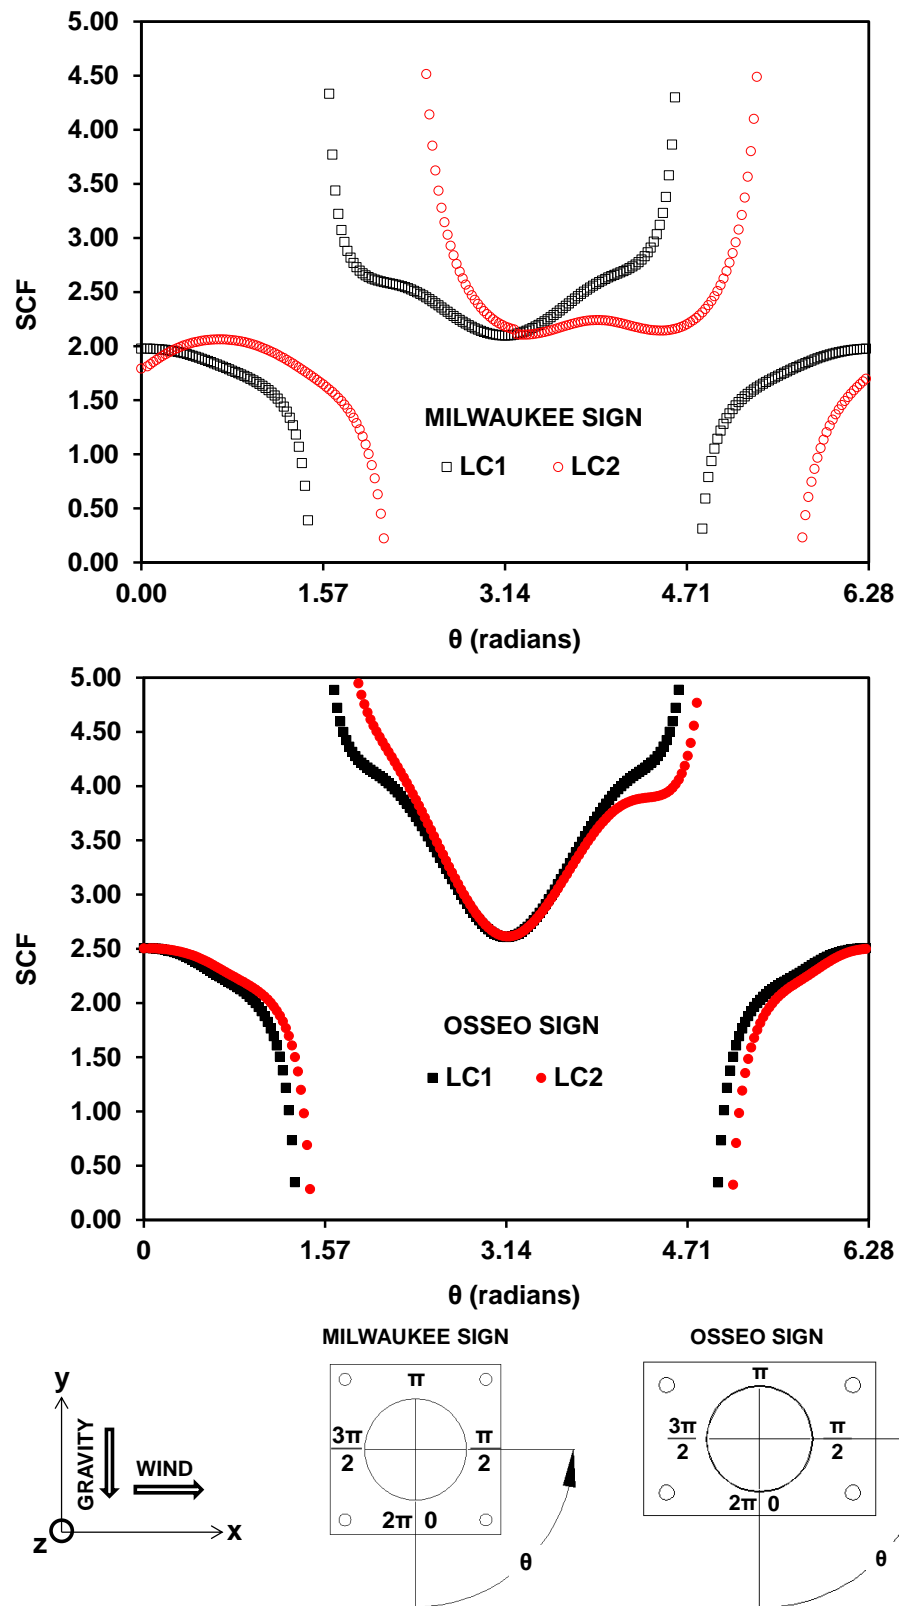 5.00
4.50
4.00
3.50
3.00
2.50
2.00
1.50
1.00
0.50
0.00
SCF
MILWAUKEE SIGN
LC1 LC2
0.00 1.57 3.14 4.71 6.28
θ (radians)
5.00
4.50
4.00
3.50
3.00
2.50
2.00
1.50
1.00
0.50
0.00
SCF
OSSEO SIGN
LC1 LC2
0 1.57 3.14 4.71 6.28
θ (radians)
y
GRAVITY
WIND
z
x
MILWAUKEE SIGN
π
3π
2
π
2
2π 0
θ
OSSEO SIGN
π
3π
2
π
2
2π 0
θ